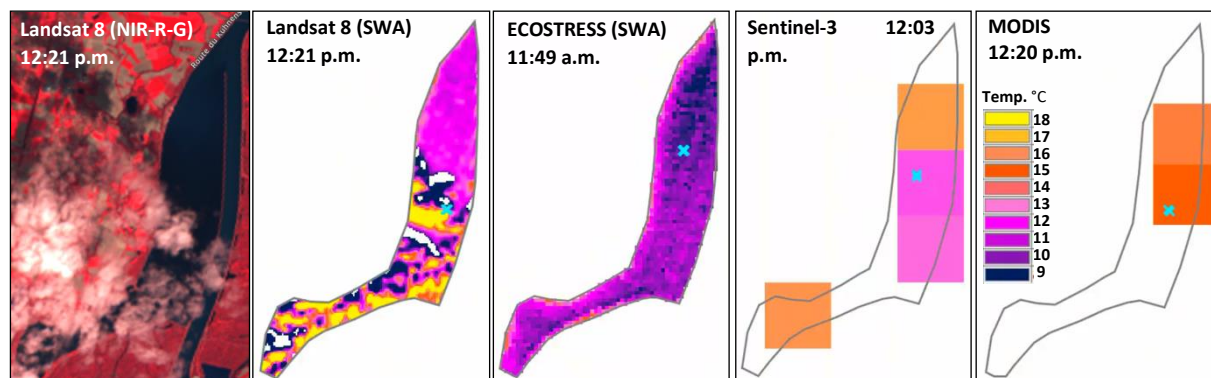 Landsat 8 (NIR-R-G)
12:21 p.m.
Route du Kuhnens
Landsat 8 (SWA)
12:21 p.m.
ECOSTRESS (SWA)
11:49 a.m.
Sentinel-3 12:03
p.m.
MODIS
12:20 p.m.
Temp. °C
18
17
16
15
14
13
12
11
10
9